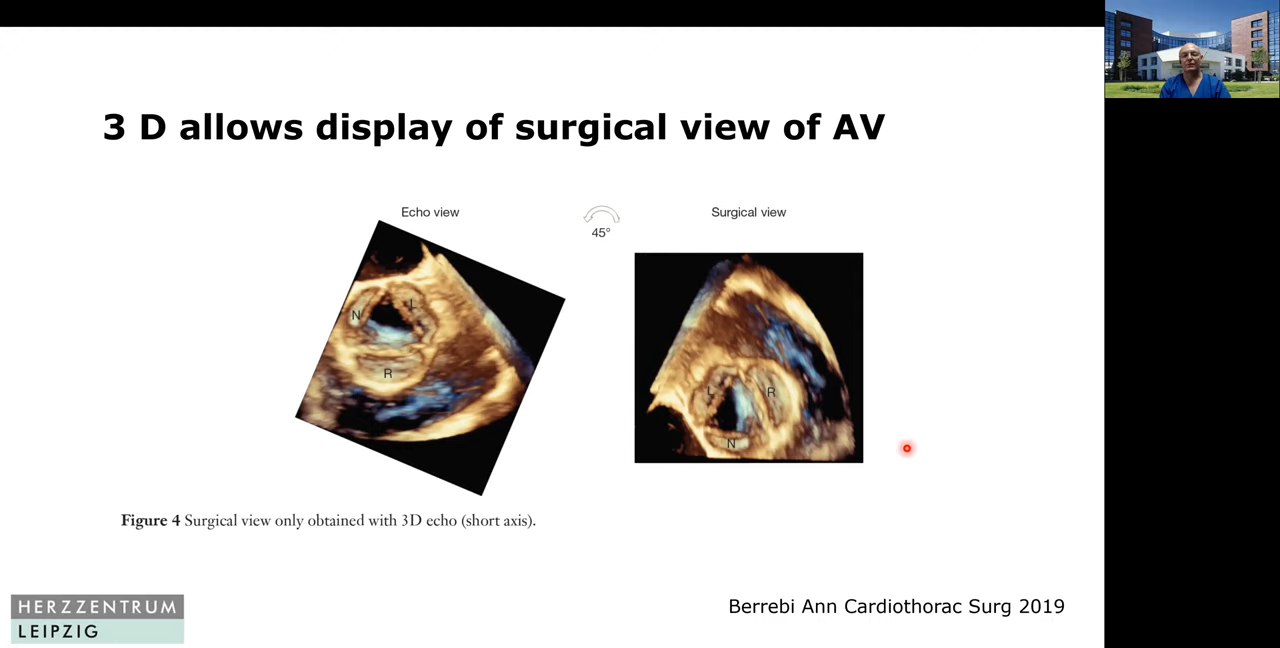 3 D allows display of surgical view of AV
Echo view
45°
Surgical view
N
L
R
L
R
N
Figure 4 Surgical view only obtained with 3D echo (short axis).
HERZZENTRUM
LEIPZIG
Berrebi Ann Cardiothorac Surg 2019